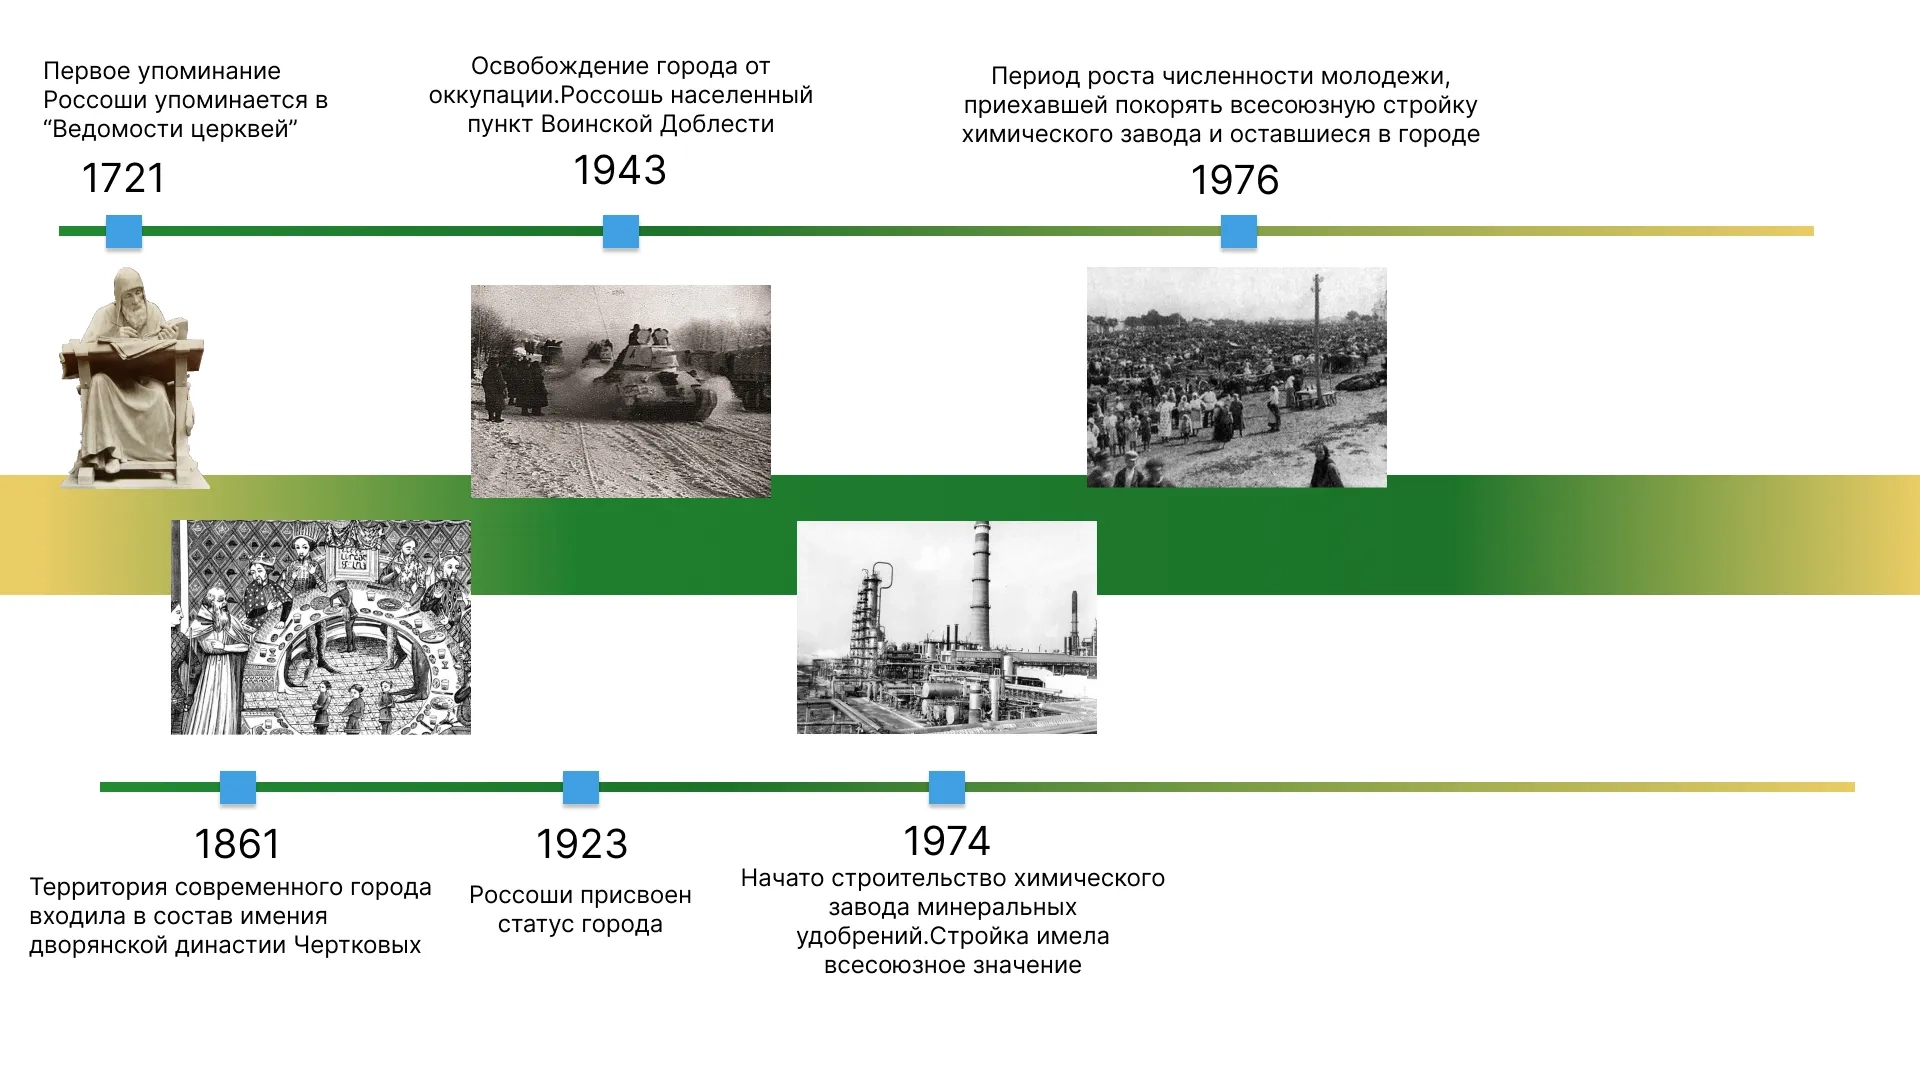 Первое упоминание
Россоши упоминается в
“Ведомости церквей”
1721
Освобождение города от
оккупации.Россошь населенный
пункт Воинской Доблести
1943
Период роста численности молодежи,
приехавшей покорять всесоюзную стройку
химического завода и оставшиеся в городе
1976
1861
Территория современного города
входила в состав имения
дворянской династии Чертковых
1923
Россоши присвоен
статус города
1974
Начато строительство химического
завода минеральных
удобрений.Стройка имела
всесоюзное значение